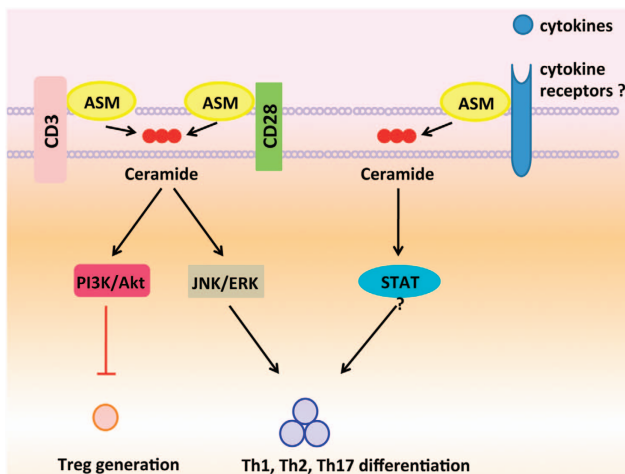 cytokines
cytokine
receptors ?
CD3
ASM
ASM
CD28
ASM
Ceramide
Ceramide
PI3K/Akt
JNK/ERK
STAT
?
Treg generation
Th1, Th2, Th17 differentiation